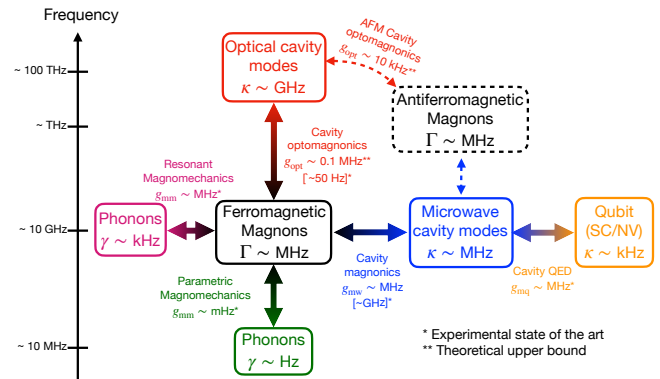 Frequency
~ 100 THz
~ THz
~ 10 GHz
~ 10 MHz
Optical cavity
modes
κ ∼ GHz
AFM Cavity
optomagnonics
g_opt ∼ 10 kHz**
Antiferromagnetic
Magnons
Γ ∼ MHz
Cavity
optomagnonics
g_opt ∼ 0.1 MHz**
[~50 Hz]*
Resonant
Magnomechanics
g_mm ∼ MHz*
Phonons
γ ∼ kHz
Ferromagnetic
Magnons
Γ ∼ MHz
Microwave
cavity modes
κ ∼ MHz
Qubit
(SC/NV)
κ ∼ kHz
Cavity
magnonics
g_mw ∼ MHz
[~GHz]*
Cavity QED
g_mq ∼ MHz*
Parametric
Magnomechanics
g_mm ∼ mHz*
Phonons
γ ∼ Hz
* Experimental state of the art
** Theoretical upper bound